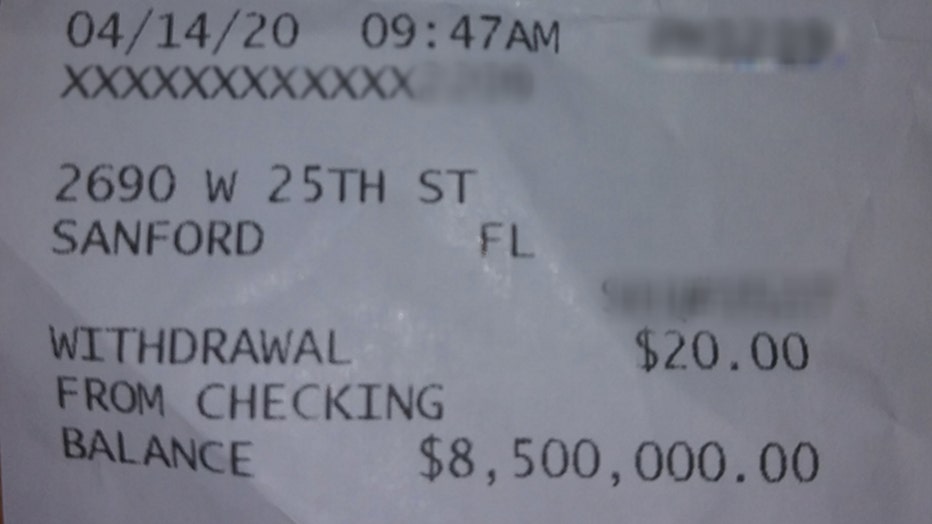 04/14/20 09:47AM
XXXXXXXXXXXX
2690 W 25TH ST
SANFORD FL
WITHDRAWAL $20.00
FROM CHECKING
BALANCE $8,500,000.00